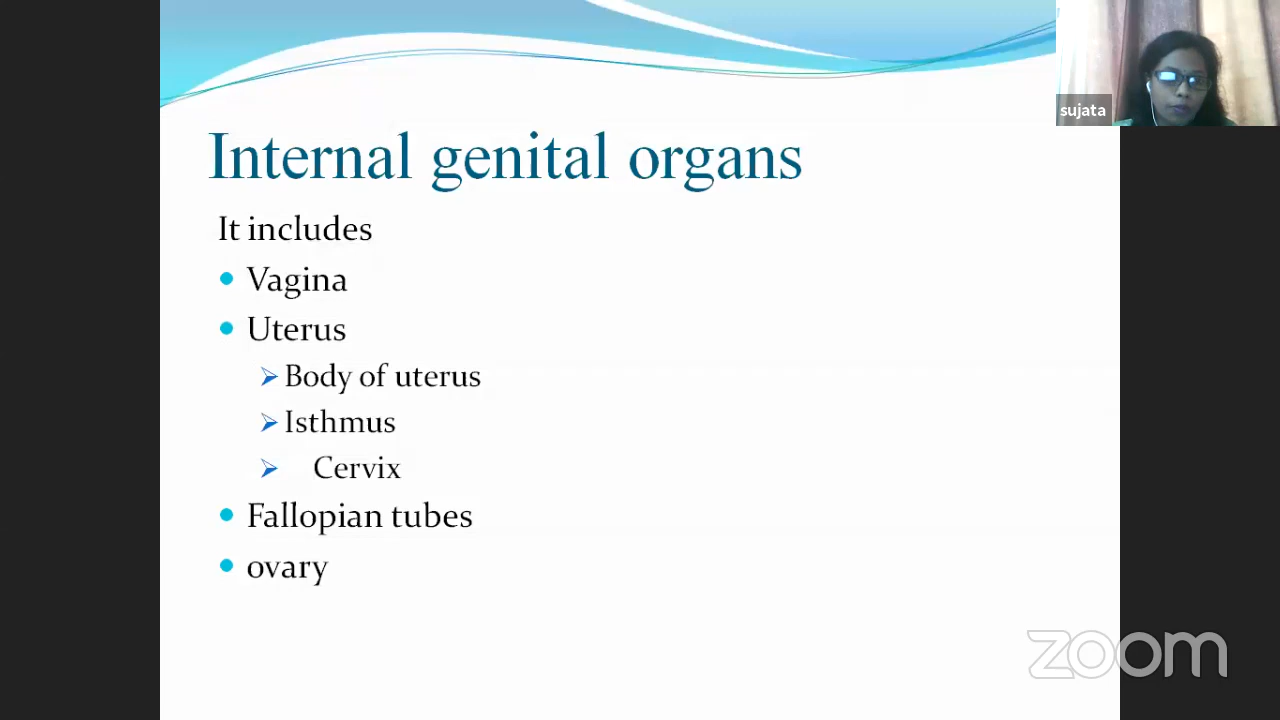 sujata
Internal genital organs
It includes
Vagina
Uterus
Body of uterus
Isthmus
Cervix
Fallopian tubes
ovary
zoom